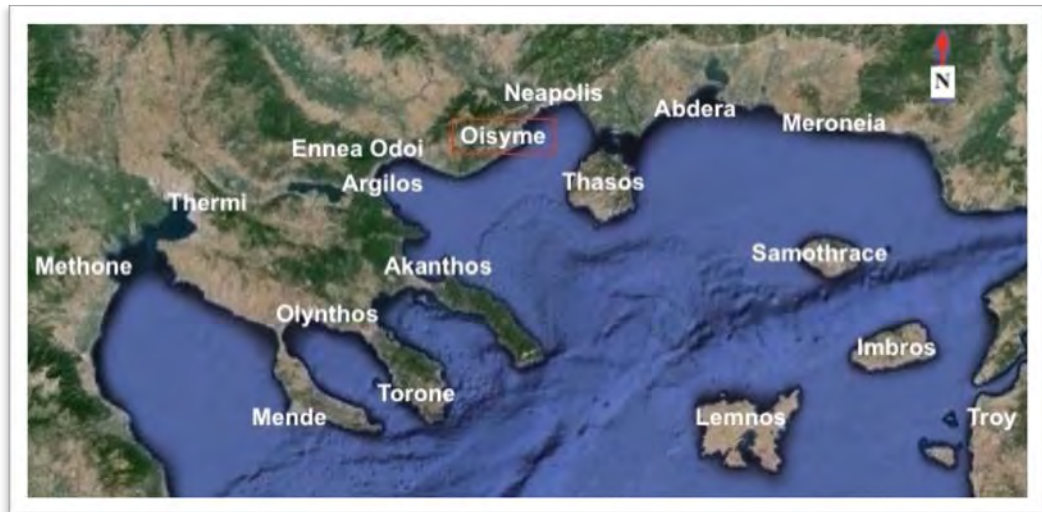 Neapolis
Abdera
Meroneia
Oisyme
Ennea Odoi
Argilos
Thasos
Thermi
Methone
Akanthos
Samothrace
Olynthos
Imbros
Torone
Mende
Lemnos
Troy
N